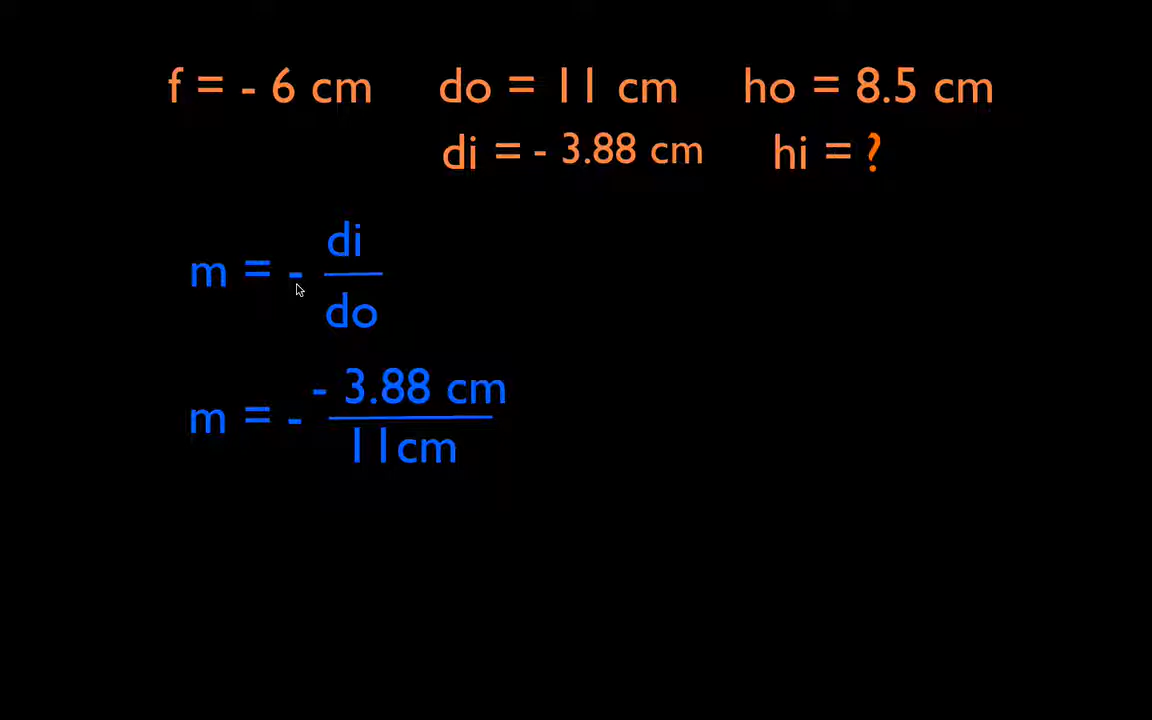 f = - 6 cm do = 11 cm ho = 8.5 cm
di = - 3.88 cm hi = ?
m = - di
do
m = - - 3.88 cm
11cm